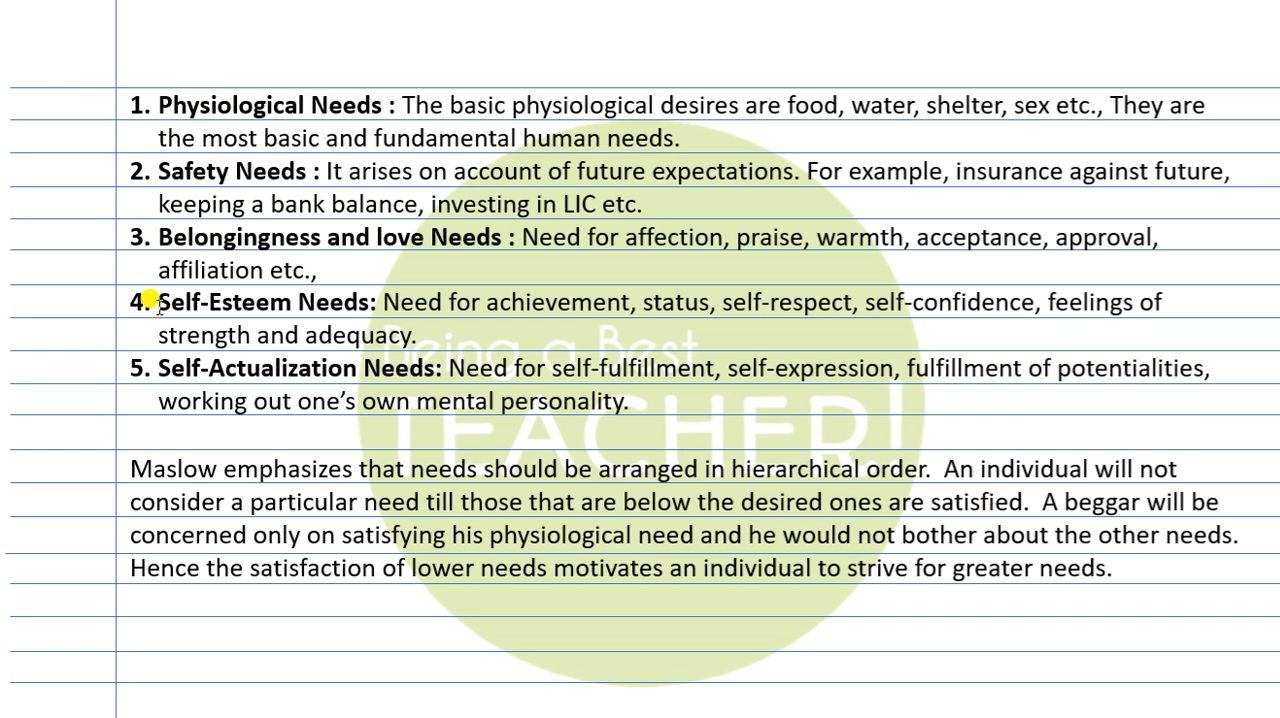 1. Physiological Needs : The basic physiological desires are food, water, shelter, sex etc., They are
the most basic and fundamental human needs.
2. Safety Needs : It arises on account of future expectations. For example, insurance against future,
keeping a bank balance, investing in LIC etc.
3. Belongingness and love Needs : Need for affection, praise, warmth, acceptance, approval,
affiliation etc.,
4. Self-Esteem Needs: Need for achievement, status, self-respect, self-confidence, feelings of
strength and adequacy.
Being a Best
5. Self-Actualization Needs: Need for self-fulfillment, self-expression, fulfillment of potentialities,
working out one’s own mental personality.
TEACHER!
Maslow emphasizes that needs should be arranged in hierarchical order.  An individual will not
consider a particular need till those that are below the desired ones are satisfied.  A beggar will be
concerned only on satisfying his physiological need and he would not bother about the other needs.
Hence the satisfaction of lower needs motivates an individual to strive for greater needs.